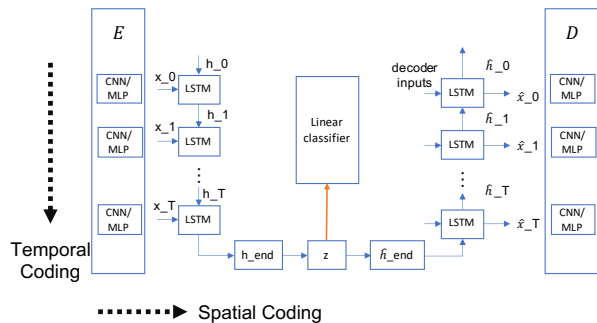 E
D
h_0
ĥ_0
decoder
inputs
CNN/
MLP
x_0
LSTM
LSTM
x̂_0
CNN/
MLP
h_1
ĥ_1
Linear
classifier
CNN/
MLP
x_1
LSTM
LSTM
x̂_1
CNN/
MLP
h_T
ĥ_T
CNN/
MLP
x_T
LSTM
LSTM
x̂_T
CNN/
MLP
Temporal
Coding
h_end
z
ĥ_end
Spatial Coding